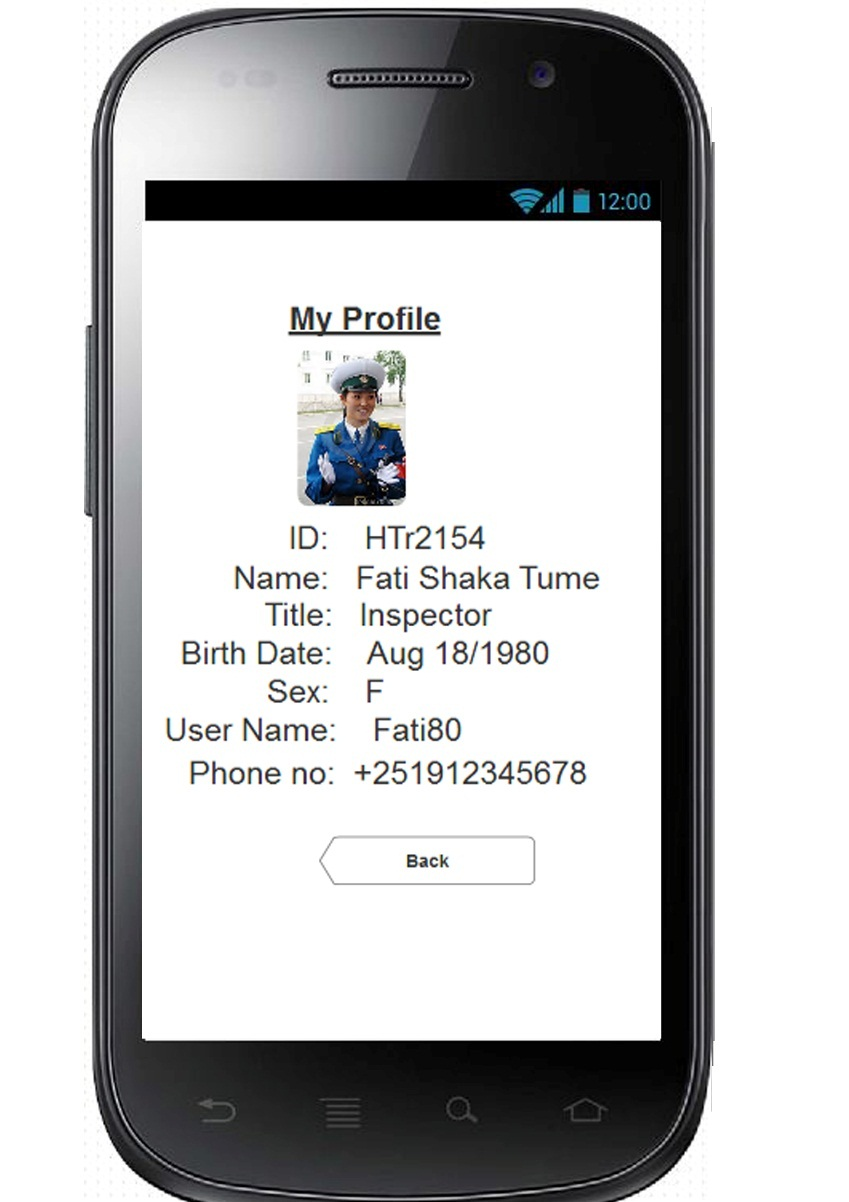 12:00
My Profile
ID: HTr2154
Name: Fati Shaka Tume
Title: Inspector
Birth Date: Aug 18/1980
Sex: F
User Name: Fati80
Phone no: +251912345678
Back